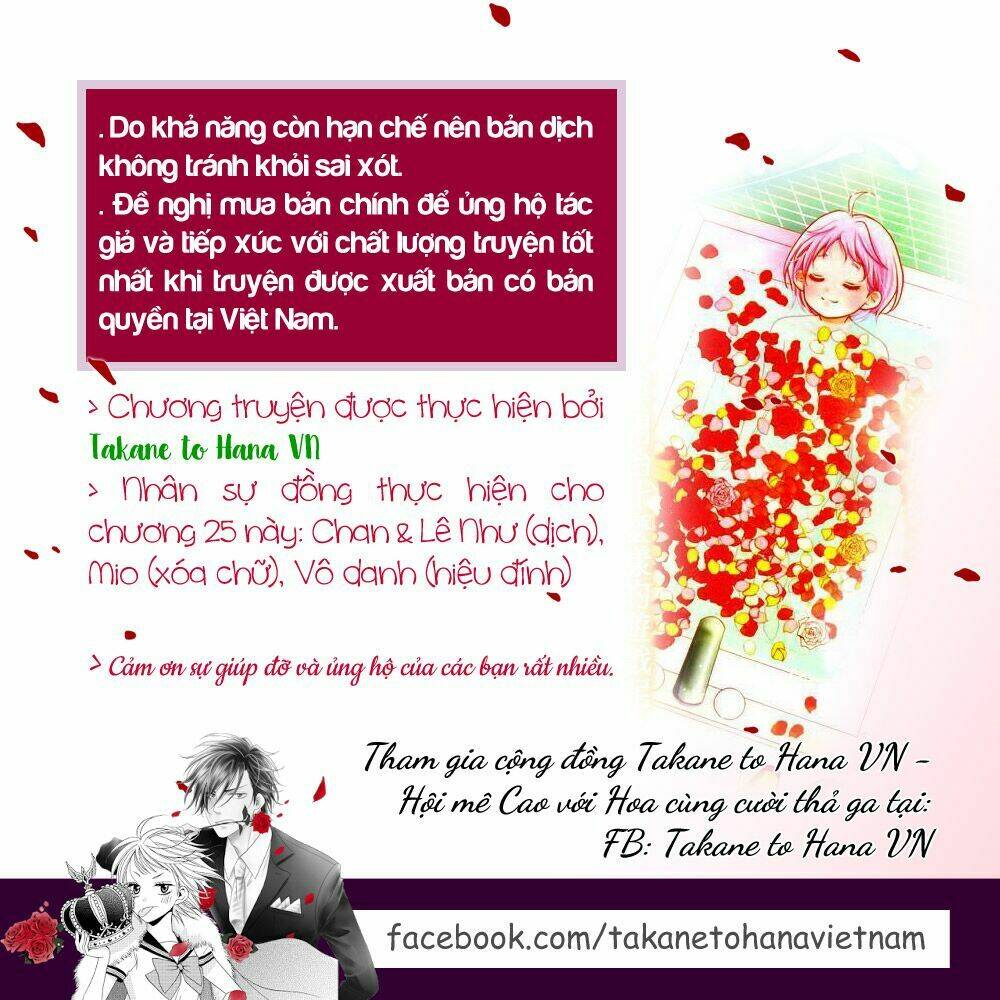 . Do khả năng còn hạn chế nên bản dịch
không tránh khỏi sai xót.
. Đề nghị mua bản chính để ủng hộ tác
giả và tiếp xúc với chất lượng truyện tốt
nhất khi truyện được xuất bản có bản
quyền tại Việt Nam.
> Chương truyện được thực hiện bởi
Takane to Hana VN
> Nhân sự đồng thực hiện cho
chương 25 này: Chan & Lê Như (dịch),
Mio (xóa chữ), Vô danh (hiệu đính)
> Cảm ơn sự giúp đỡ và ủng hộ của các bạn rất nhiều.
Tham gia cộng đồng Takane to Hana VN -
Hội mê Cao với Hoa cùng cười thả ga tại:
FB: Takane to Hana VN
facebook.com/takanetohanavietnam